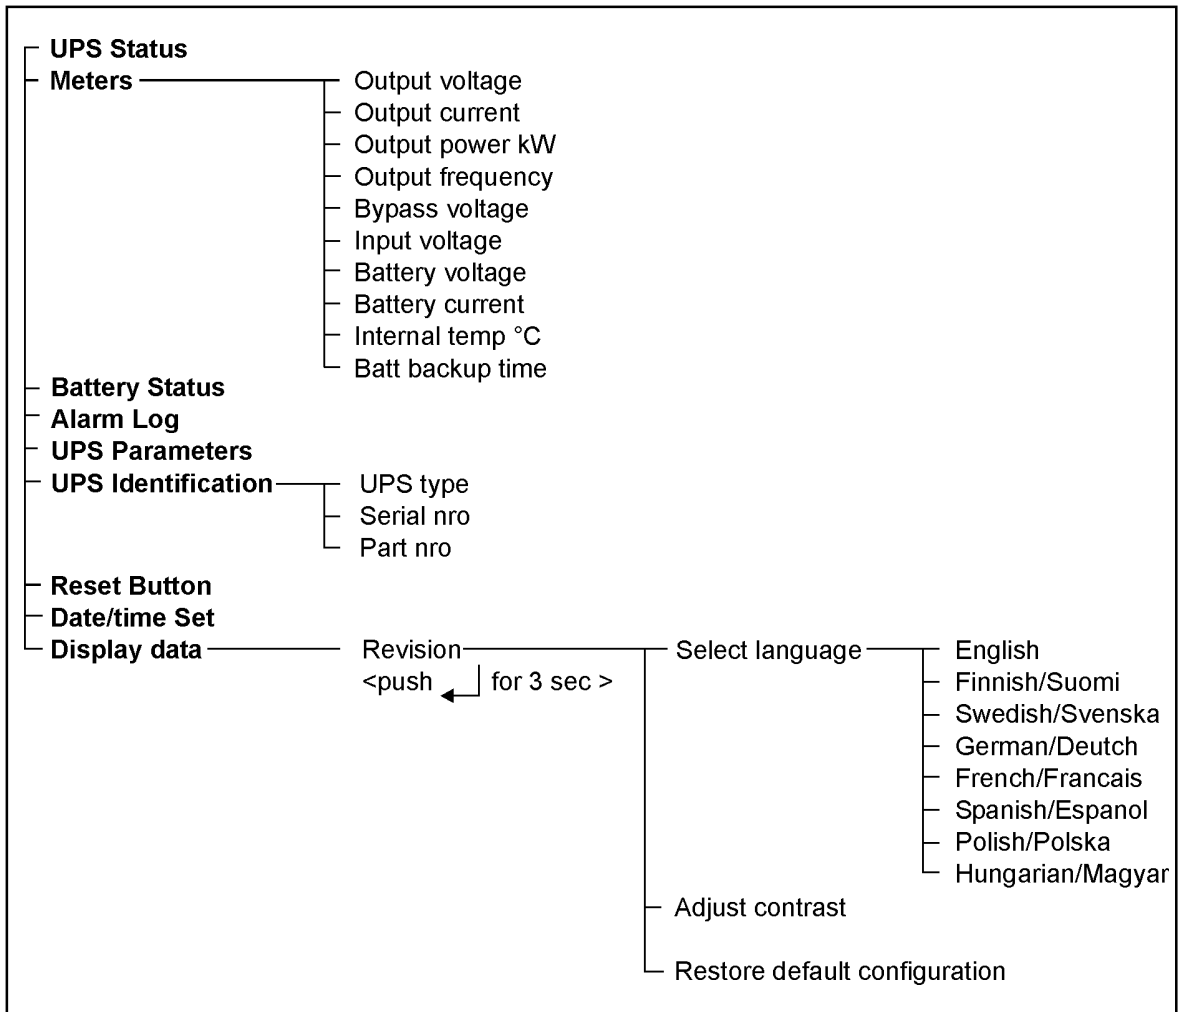 UPS Status
Meters
Output voltage
Output current
Output power kW
Output frequency
Bypass voltage
Input voltage
Battery voltage
Battery current
Internal temp °C
Batt backup time
Battery Status
Alarm Log
UPS Parameters
UPS Identification
UPS type
Serial nro
Part nro
Reset Button
Date/time Set
Display data
Revision
<push for 3 sec >
Select language
English
Finnish/Suomi
Swedish/Svenska
German/Deutch
French/Francais
Spanish/Espanol
Polish/Polska
Hungarian/Magyar
Adjust contrast
Restore default configuration